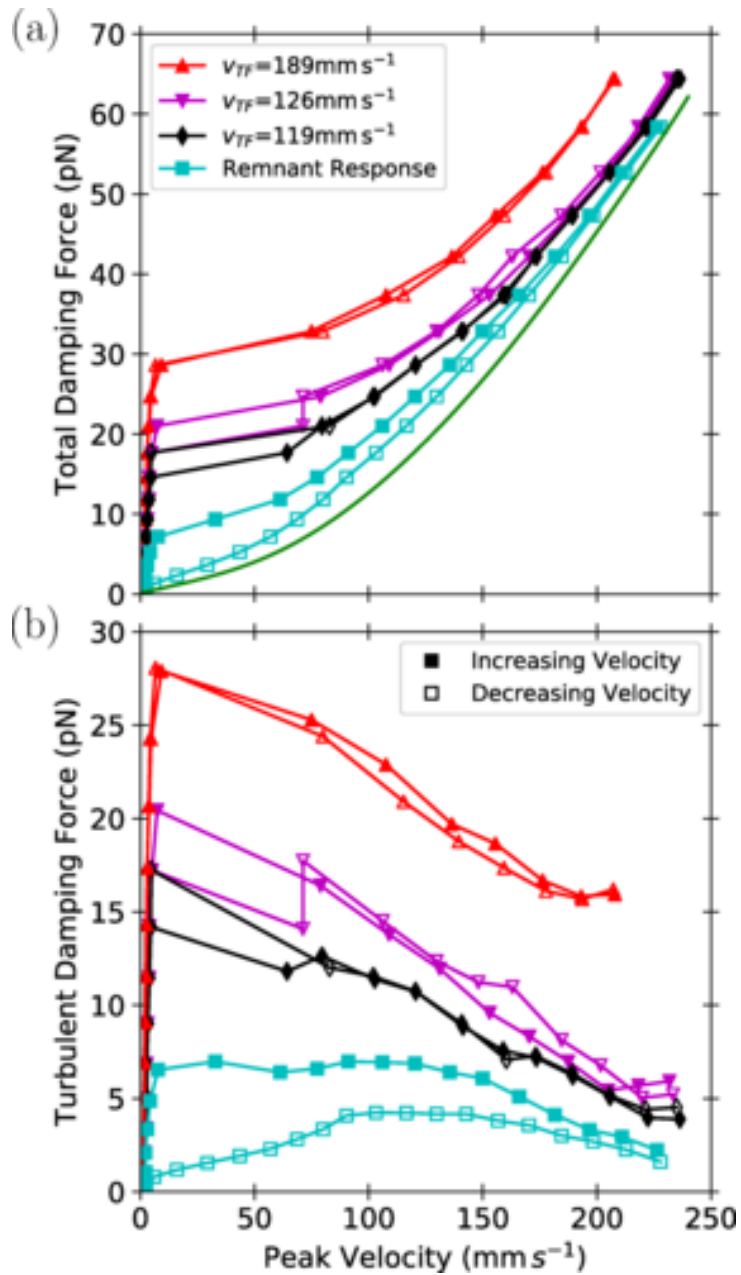 (a)
70
60
50
40
30
20
10
0
Total Damping Force (pN)
v_TF=189mm s⁻¹
v_TF=126mm s⁻¹
v_TF=119mm s⁻¹
Remnant Response
(b)
30
25
20
15
10
5
0
Turbulent Damping Force (pN)
Increasing Velocity
Decreasing Velocity
0 50 100 150 200 250
Peak Velocity (mm s⁻¹)